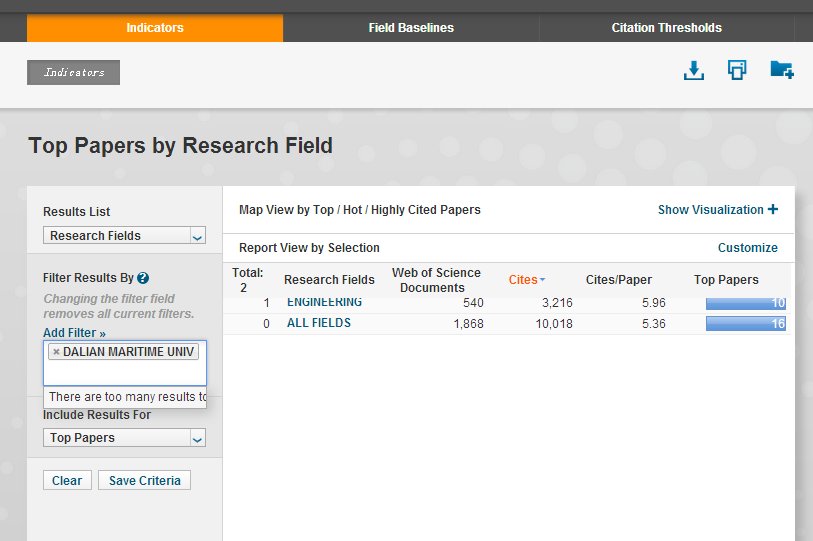 Indicators Field Baselines Citation Thresholds
Indicators
Top Papers by Research Field
Results List
Research Fields
Filter Results By ?
Changing the filter field
removes all current filters.
Add Filter »
× DALIAN MARITIME UNIV
There are too many results to
Include Results For
Top Papers
Clear Save Criteria
Map View by Top / Hot / Highly Cited Papers Show Visualization +
Report View by Selection Customize
Total:
2
Research Fields
Web of Science
Documents
Cites
Cites/Paper
Top Papers
1 ENGINEERING 540 3,216 5.96 10
0 ALL FIELDS 1,868 10,018 5.36 16